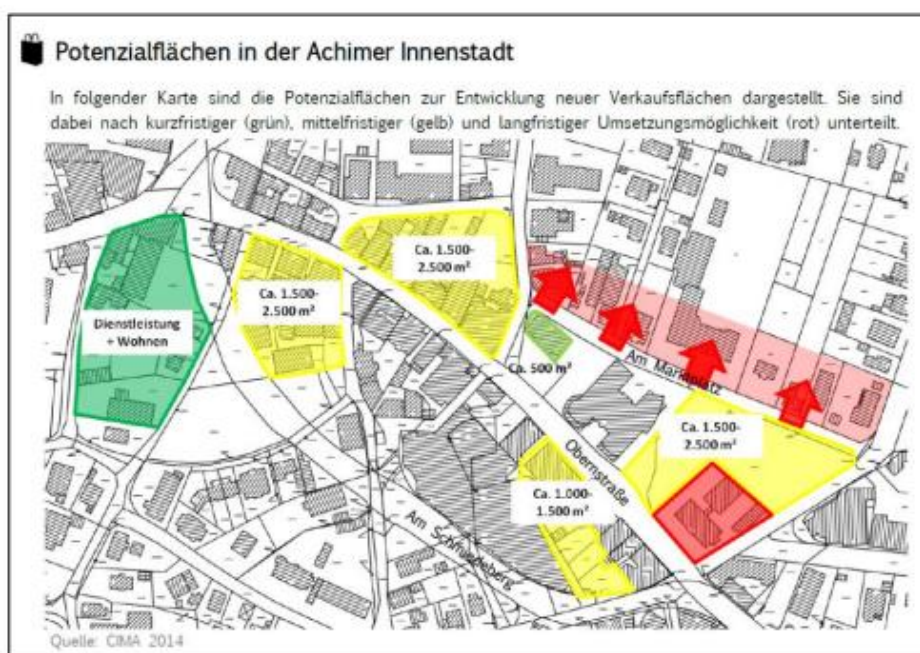 Potenzialflächen in der Achimer Innenstadt
In folgender Karte sind die Potenzialflächen zur Entwicklung neuer Verkaufsflächen dargestellt. Sie sind
dabei nach kurzfristiger (grün), mittelfristiger (gelb) und langfristiger Umsetzungsmöglichkeit (rot) unterteilt.
Ca. 1.500-
2.500 m²
Ca. 1.500-
2.500 m²
Dienstleistung
+ Wohnen
Ca. 500 m²
Am Marktplatz
Ca. 1.500-
2.500 m²
Obernstraße
Ca. 1.000-
1.500 m²
Am Schmiedeberg
Quelle: CIMA 2014